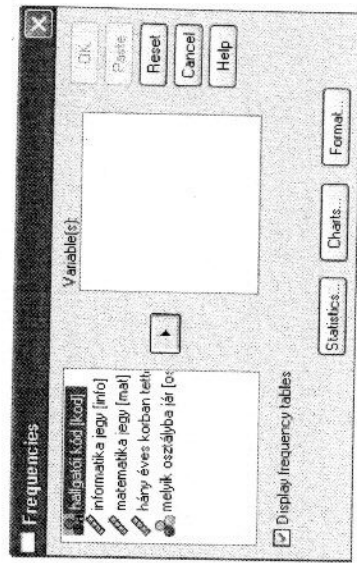 Frequencies
hallgatói kód [kod]
informatika jegy [info]
matematika jegy [mat]
hány éves korban tette
melyik osztályba jár [os
Variable(s):
OK
Paste
Reset
Cancel
Help
Display frequency tables
Statistics...
Charts...
Format...